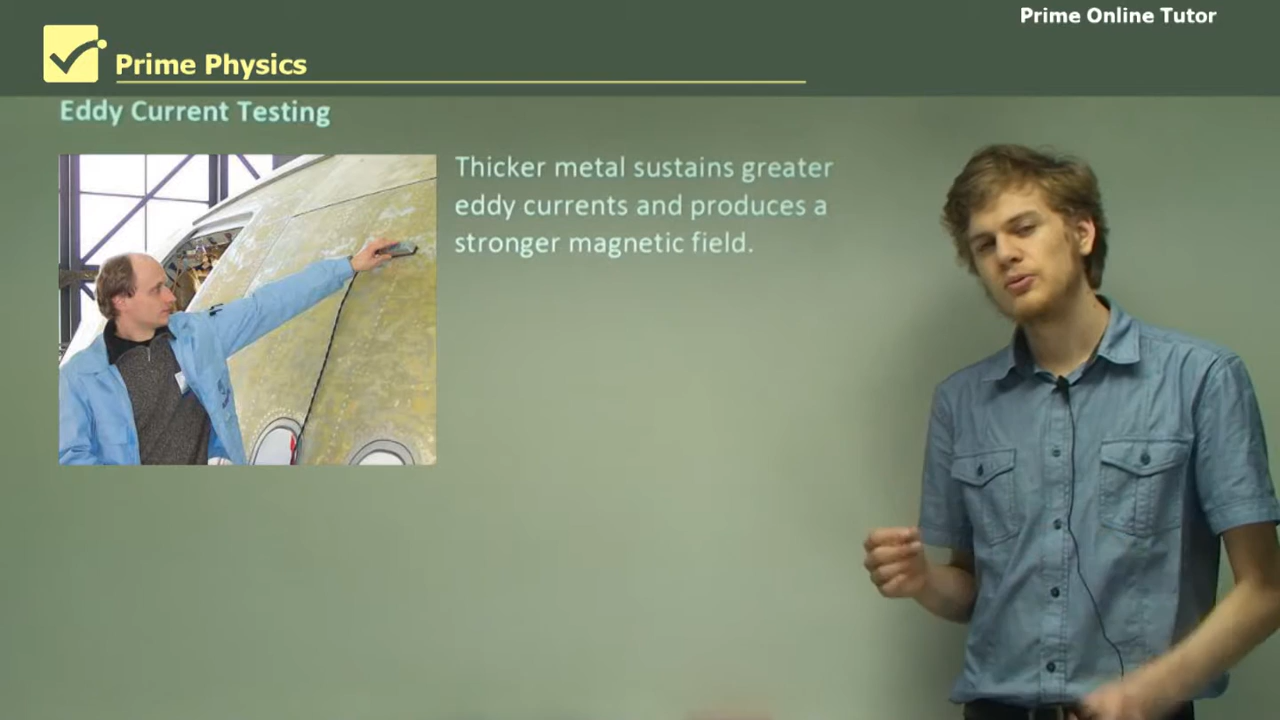 Prime Online Tutor
Prime Physics
Eddy Current Testing
Thicker metal sustains greater
eddy currents and produces a
stronger magnetic field.